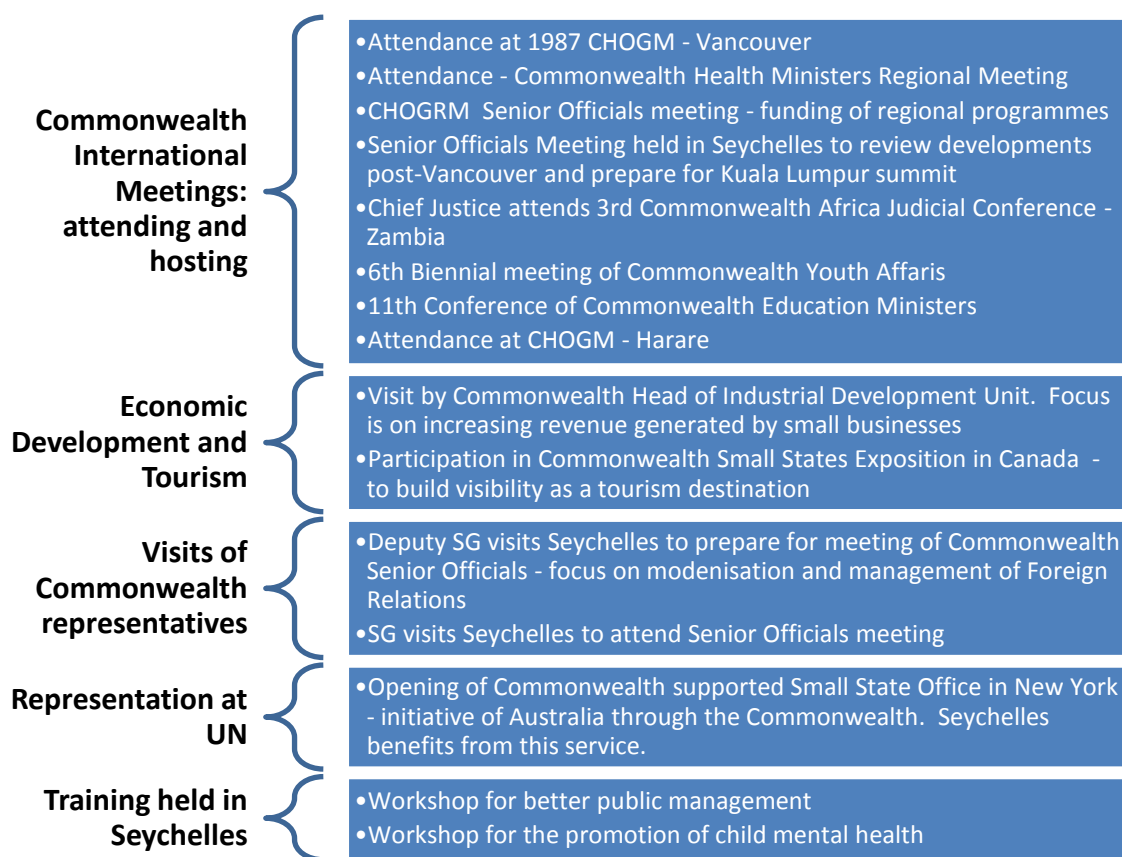 Commonwealth
International
Meetings:
attending and
hosting
•Attendance at 1987 CHOGM - Vancouver
•Attendance - Commonwealth Health Ministers Regional Meeting
•CHOGRM  Senior Officials meeting - funding of regional programmes
•Senior Officials Meeting held in Seychelles to review developments
post-Vancouver and prepare for Kuala Lumpur summit
•Chief Justice attends 3rd Commonwealth Africa Judicial Conference -
Zambia
•6th Biennial meeting of Commonwealth Youth Affaris
•11th Conference of Commonwealth Education Ministers
•Attendance at CHOGM - Harare
Economic
Development and
Tourism
•Visit by Commonwealth Head of Industrial Development Unit.  Focus
is on increasing revenue generated by small businesses
•Participation in Commonwealth Small States Exposition in Canada  -
to build visibility as a tourism destination
Visits of
Commonwealth
representatives
•Deputy SG visits Seychelles to prepare for meeting of Commonwealth
Senior Officials - focus on modenisation and management of Foreign
Relations
•SG visits Seychelles to attend Senior Officials meeting
Representation at
UN
•Opening of Commonwealth supported Small State Office in New York
- initiative of Australia through the Commonwealth.  Seychelles
benefits from this service.
Training held in
Seychelles
•Workshop for better public management
•Workshop for the promotion of child mental health